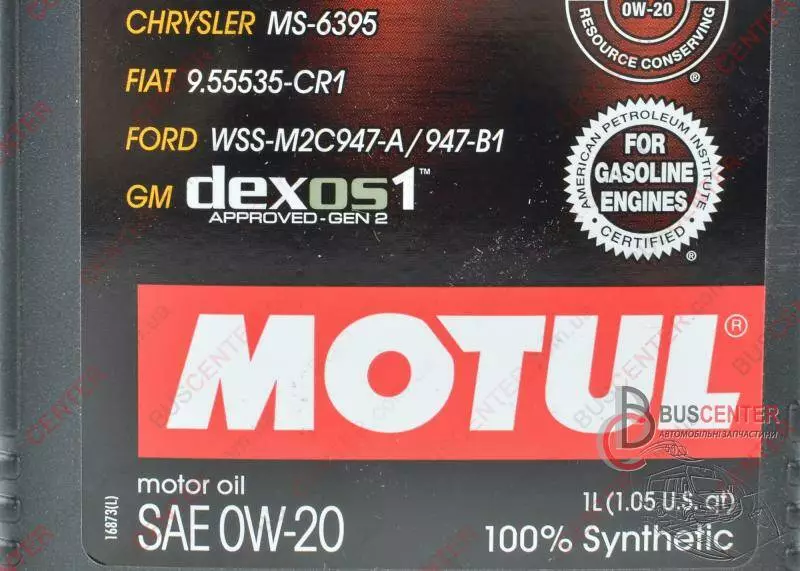 CHRYSLER MS-6395
0W-20
RESOURCE CONSERVING
®
FIAT 9.55535-CR1
FORD WSS-M2C947-A / 947-B1
GM dexos1™
APPROVED-GEN 2
AMERICAN PETROLEUM INSTITUTE
FOR
GASOLINE
ENGINES
CERTIFIED
®
MOTUL®
BUSCENTER
АВТОМОБІЛЬНІ ЗАПЧАСТИНИ
motor oil
SAE 0W-20
1L (1.05 U.S. qt)
100% Synthetic
16873(L)